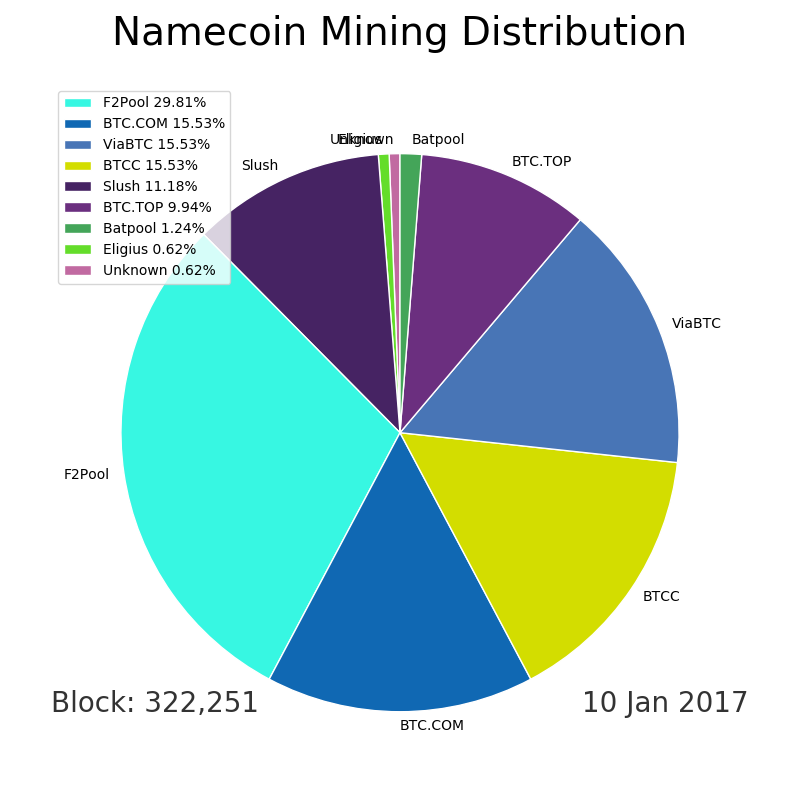 Namecoin Mining Distribution
F2Pool 29.81%
BTC.COM 15.53%
ViaBTC 15.53%
BTCC 15.53%
Slush 11.18%
BTC.TOP 9.94%
Batpool 1.24%
Eligius 0.62%
Unknown 0.62%
Unknown
Eligius
Batpool
Slush
BTC.TOP
ViaBTC
F2Pool
BTCC
Block: 322,251
10 Jan 2017
BTC.COM